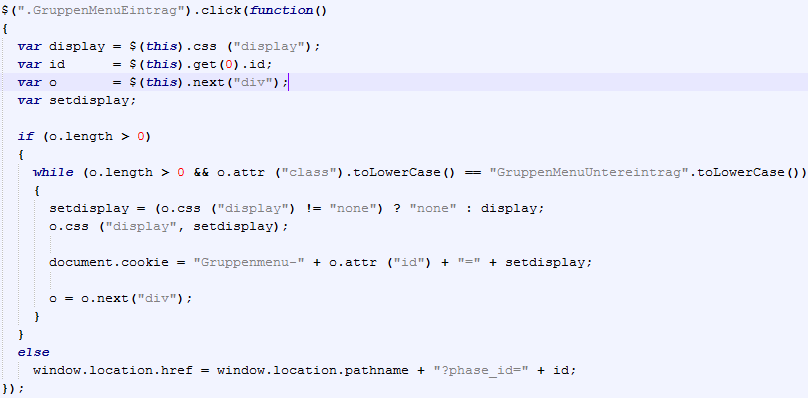 $(".GruppenMenuEintrag").click(function()
{
  var display = $(this).css ("display");
  var id      = $(this).get(0).id;
  var o       = $(this).next("div");
  var setdisplay;

  if (o.length > 0)
  {
    while (o.length > 0 && o.attr ("class").toLowerCase() == "GruppenMenuUntereintrag".toLowerCase())
    {
      setdisplay = (o.css ("display") != "none") ? "none" : display;
      o.css ("display", setdisplay);

      document.cookie = "Gruppenmenu-" + o.attr ("id") + "=" + setdisplay;

      o = o.next("div");
    }
  }
  else
    window.location.href = window.location.pathname + "?phase_id=" + id;
});